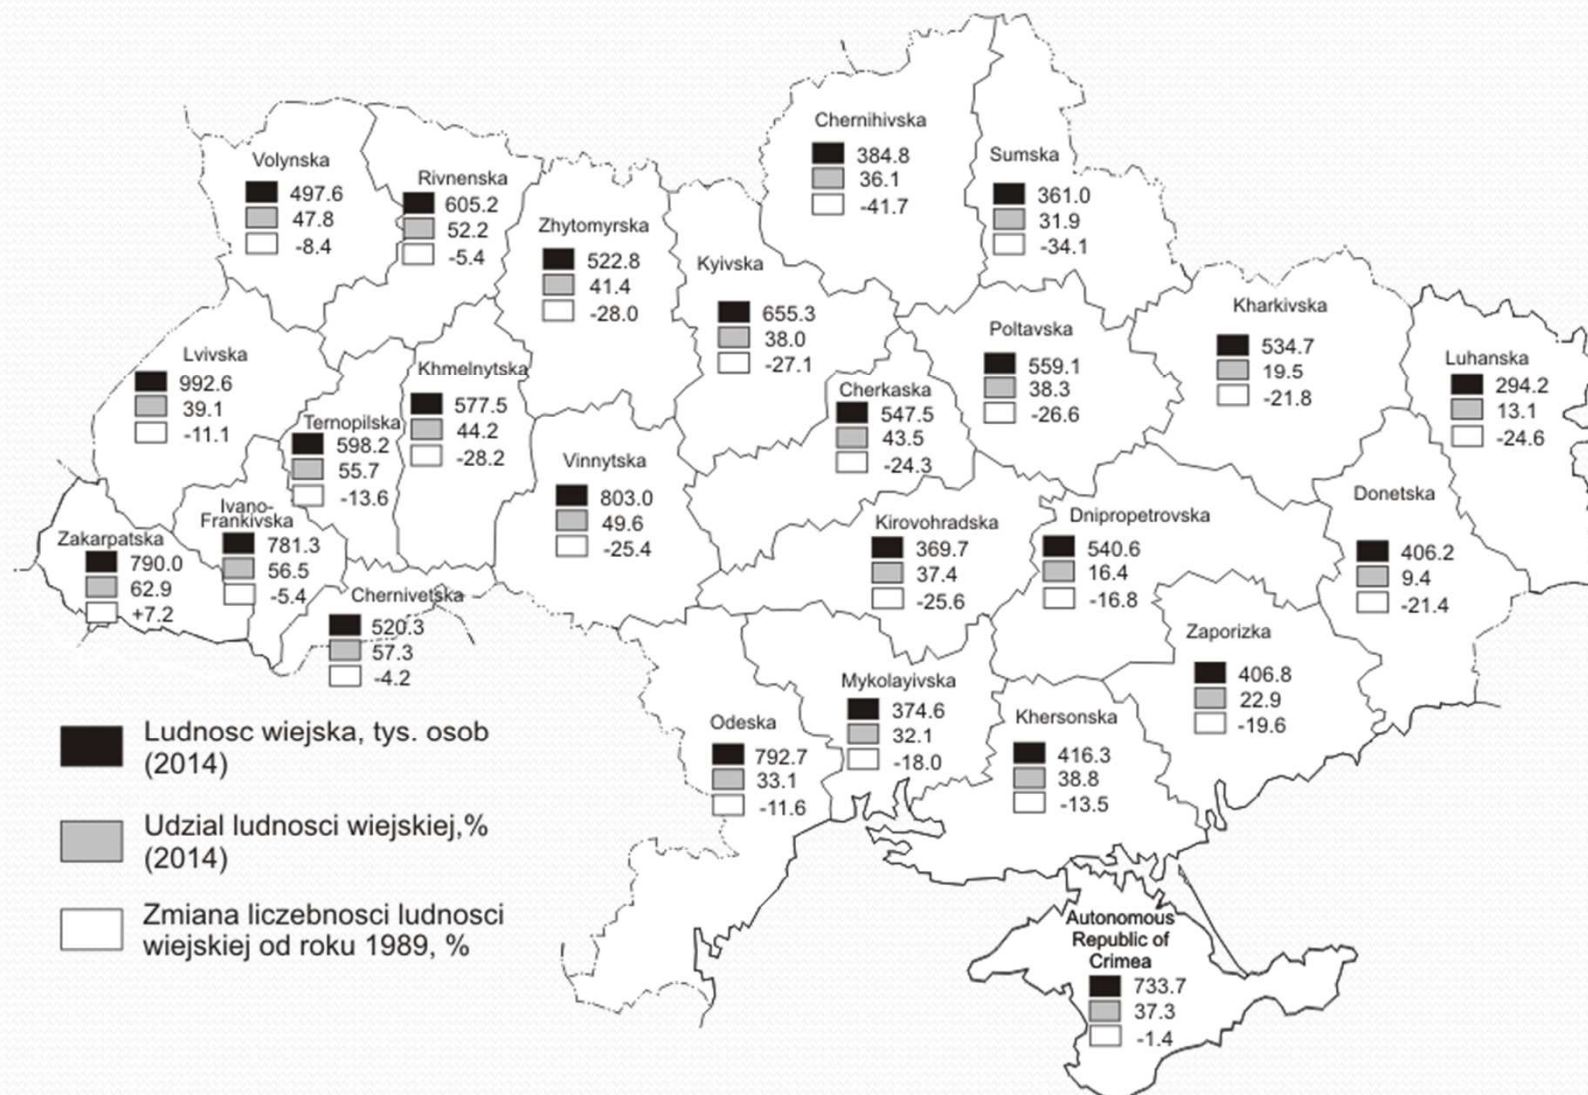 Chernihivska
384.8
36.1
-41.7
Sumska
361.0
31.9
-34.1
Volynska
497.6
47.8
-8.4
Rivnenska
605.2
52.2
-5.4
Zhytomyrska
522.8
41.4
-28.0
Kyivska
655.3
38.0
-27.1
Poltavska
559.1
38.3
-26.6
Kharkivska
534.7
19.5
-21.8
Luhanska
294.2
13.1
-24.6
Lvivska
992.6
39.1
-11.1
Ternopilska
598.2
55.7
-13.6
Khmelnytska
577.5
44.2
-28.2
Cherkaska
547.5
43.5
-24.3
Vinnytska
803.0
49.6
-25.4
Zakarpatska
790.0
62.9
+7.2
Ivano-
Frankivska
781.3
56.5
-5.4
Chernivetska
520.3
57.3
-4.2
Kirovohradska
369.7
37.4
-25.6
Dnipropetrovska
540.6
16.4
-16.8
Donetska
406.2
9.4
-21.4
Zaporizka
406.8
22.9
-19.6
Odeska
792.7
33.1
-11.6
Mykolayivska
374.6
32.1
-18.0
Khersonska
416.3
38.8
-13.5
Autonomous
Republic of
Crimea
733.7
37.3
-1.4
Ludnosc wiejska, tys. osob
(2014)
Udzial ludnosci wiejskiej,%
(2014)
Zmiana liczebnosci ludnosci
wiejskiej od roku 1989, %